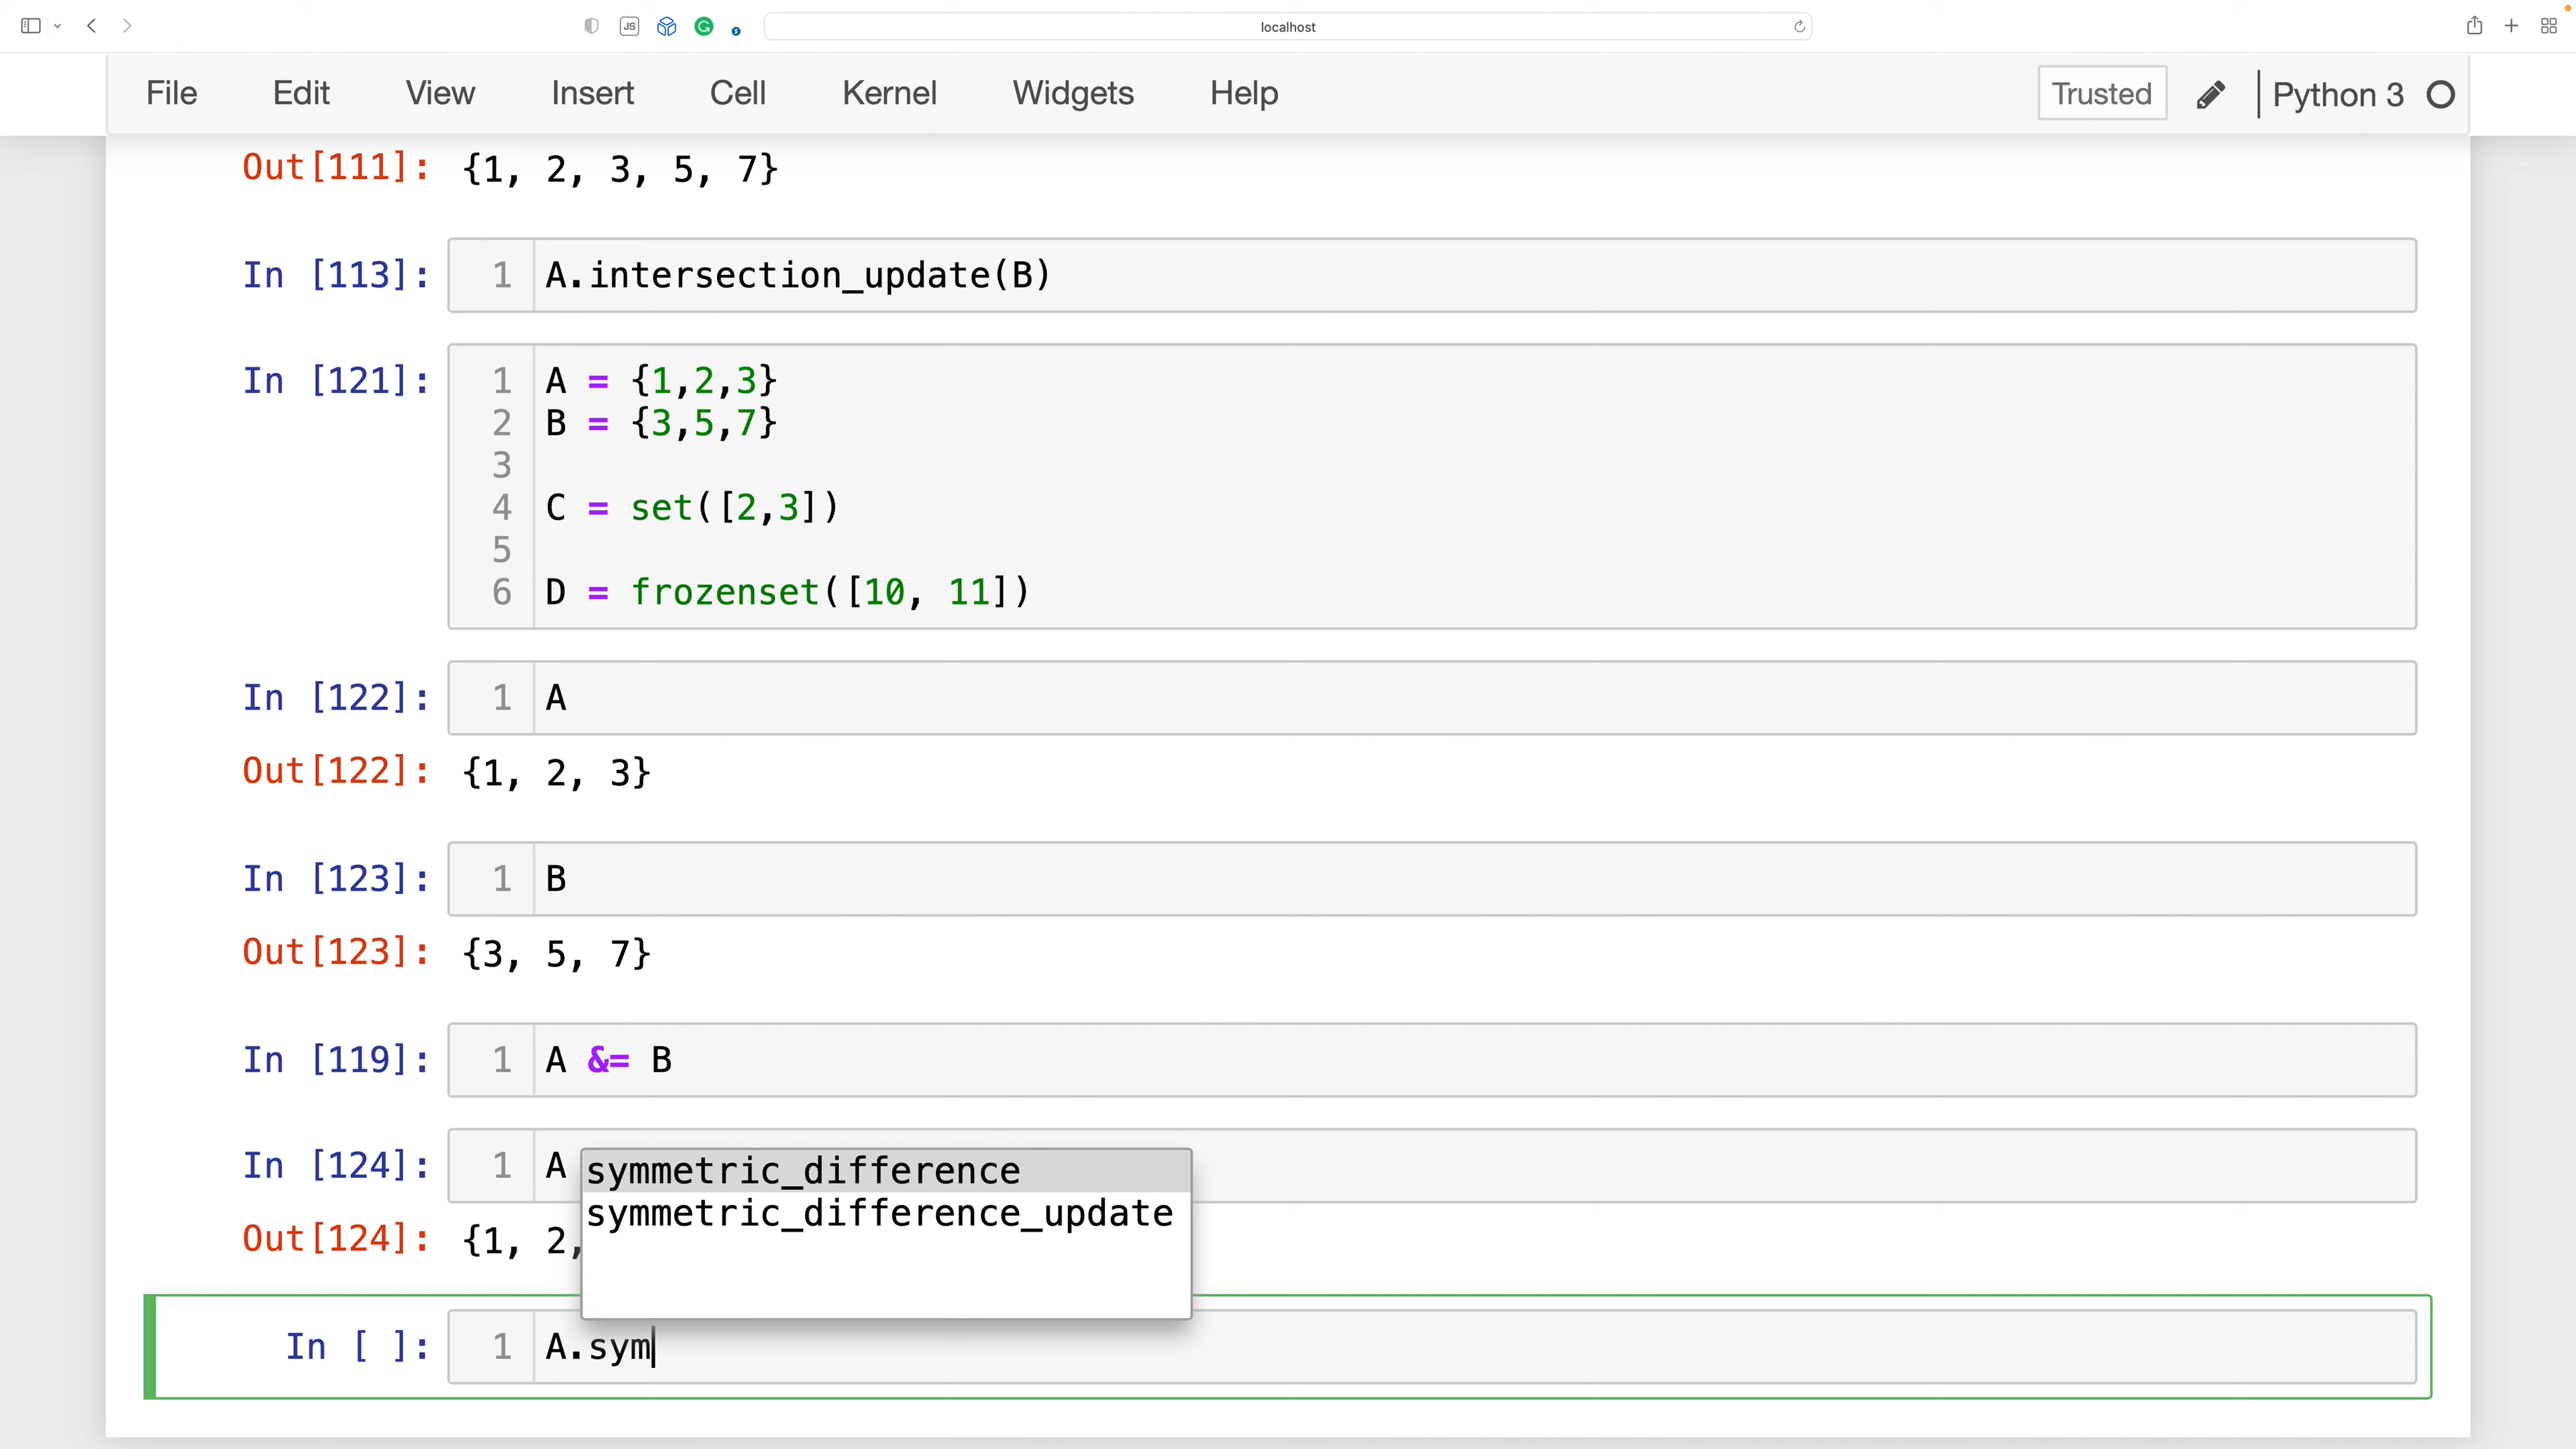 localhost
File Edit View Insert Cell Kernel Widgets Help Trusted Python 3
Out[111]: {1, 2, 3, 5, 7}
In [113]: 1 A.intersection_update(B)
In [121]: 1 A = {1,2,3}
2 B = {3,5,7}
3
4 C = set([2,3])
5
6 D = frozenset([10, 11])
In [122]: 1 A
Out[122]: {1, 2, 3}
In [123]: 1 B
Out[123]: {3, 5, 7}
In [119]: 1 A &= B
In [124]: 1 A
symmetric_difference
symmetric_difference_update
Out[124]: {1, 2,
In [ ]: 1 A.sym